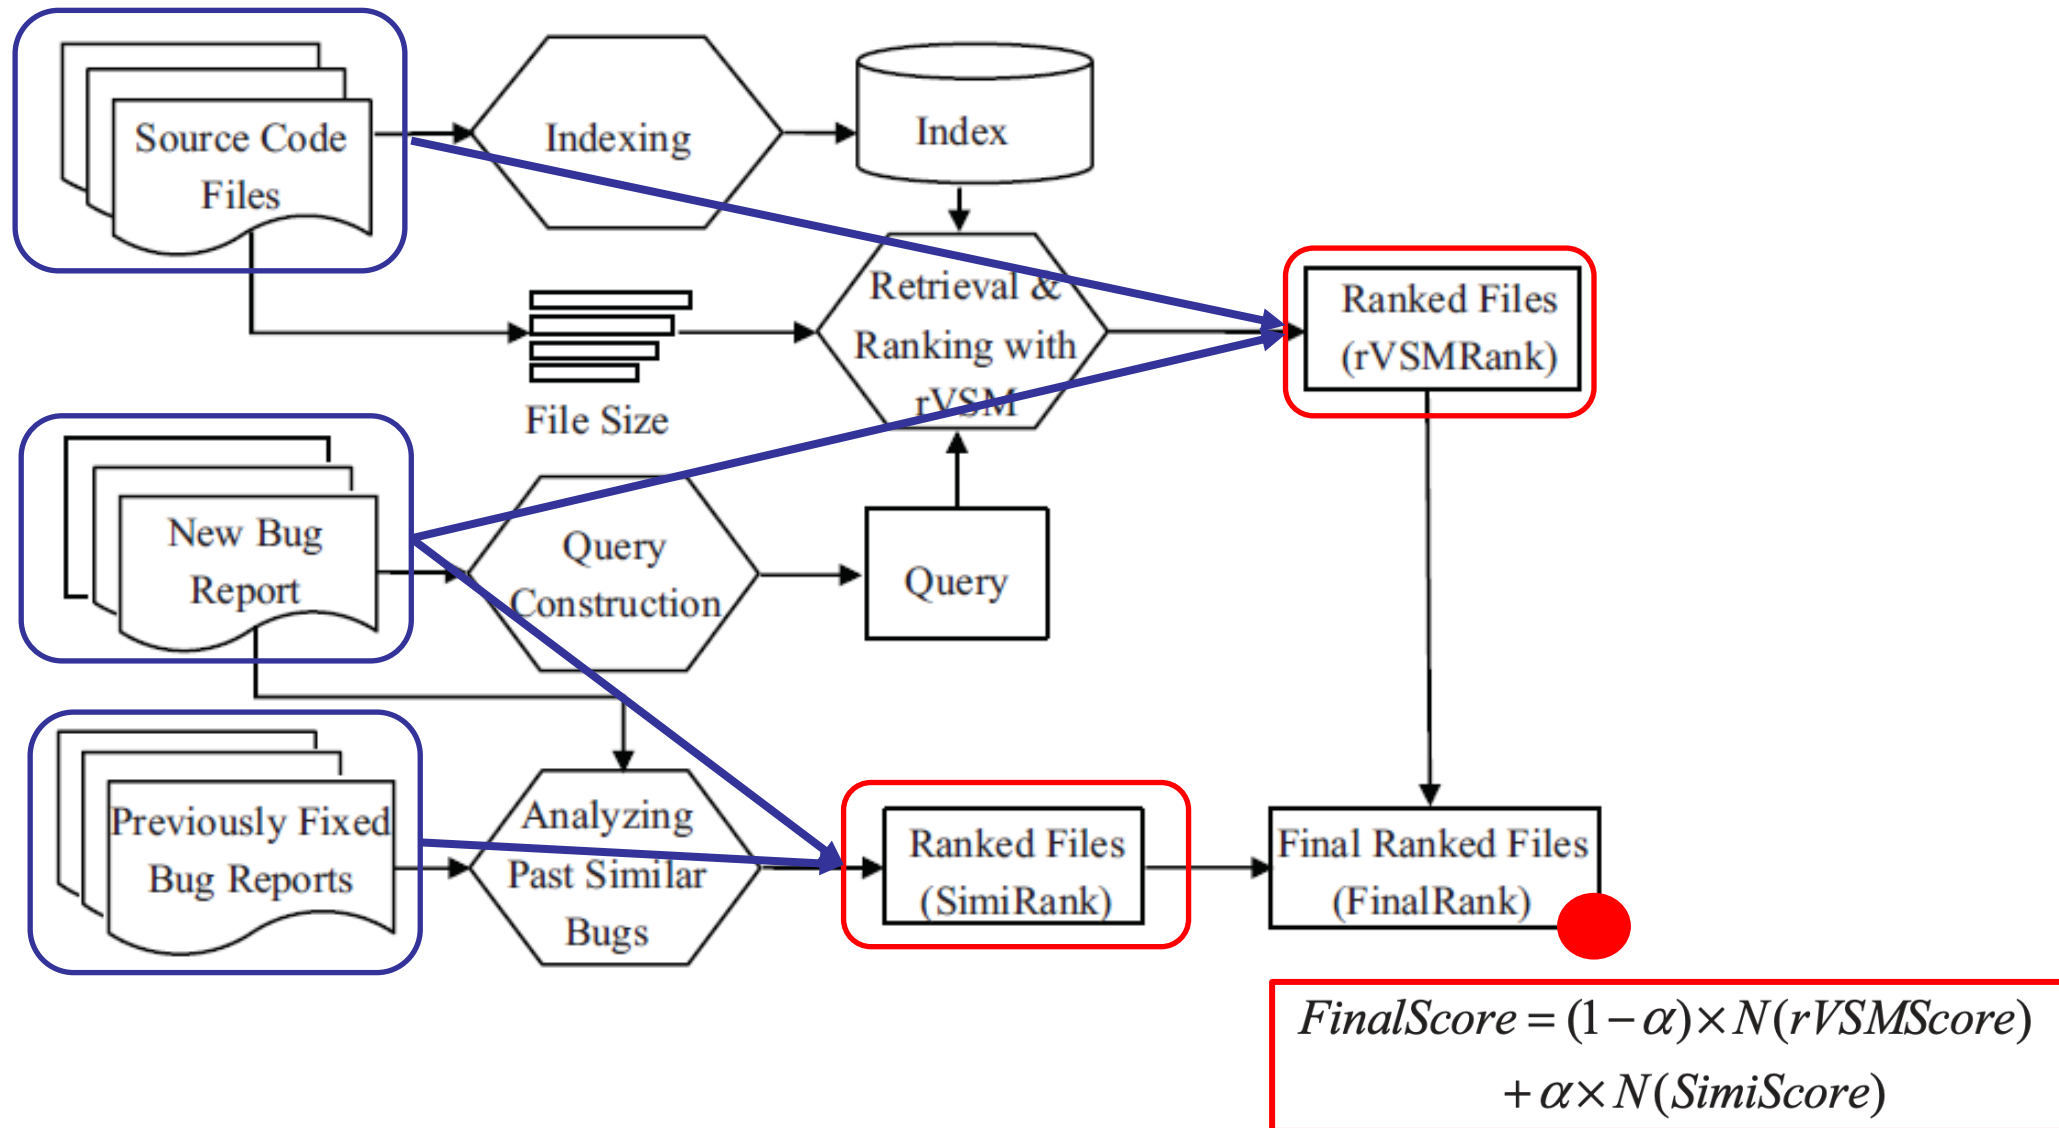 Source Code
Files
Indexing
Index
File Size
Retrieval &
Ranking with
rVSM
Ranked Files
(rVSMRank)
New Bug
Report
Query
Construction
Query
Previously Fixed
Bug Reports
Analyzing
Past Similar
Bugs
Ranked Files
(SimiRank)
Final Ranked Files
(FinalRank)
FinalScore = (1 − α) × N(rVSMScore)
+ α × N(SimiScore)